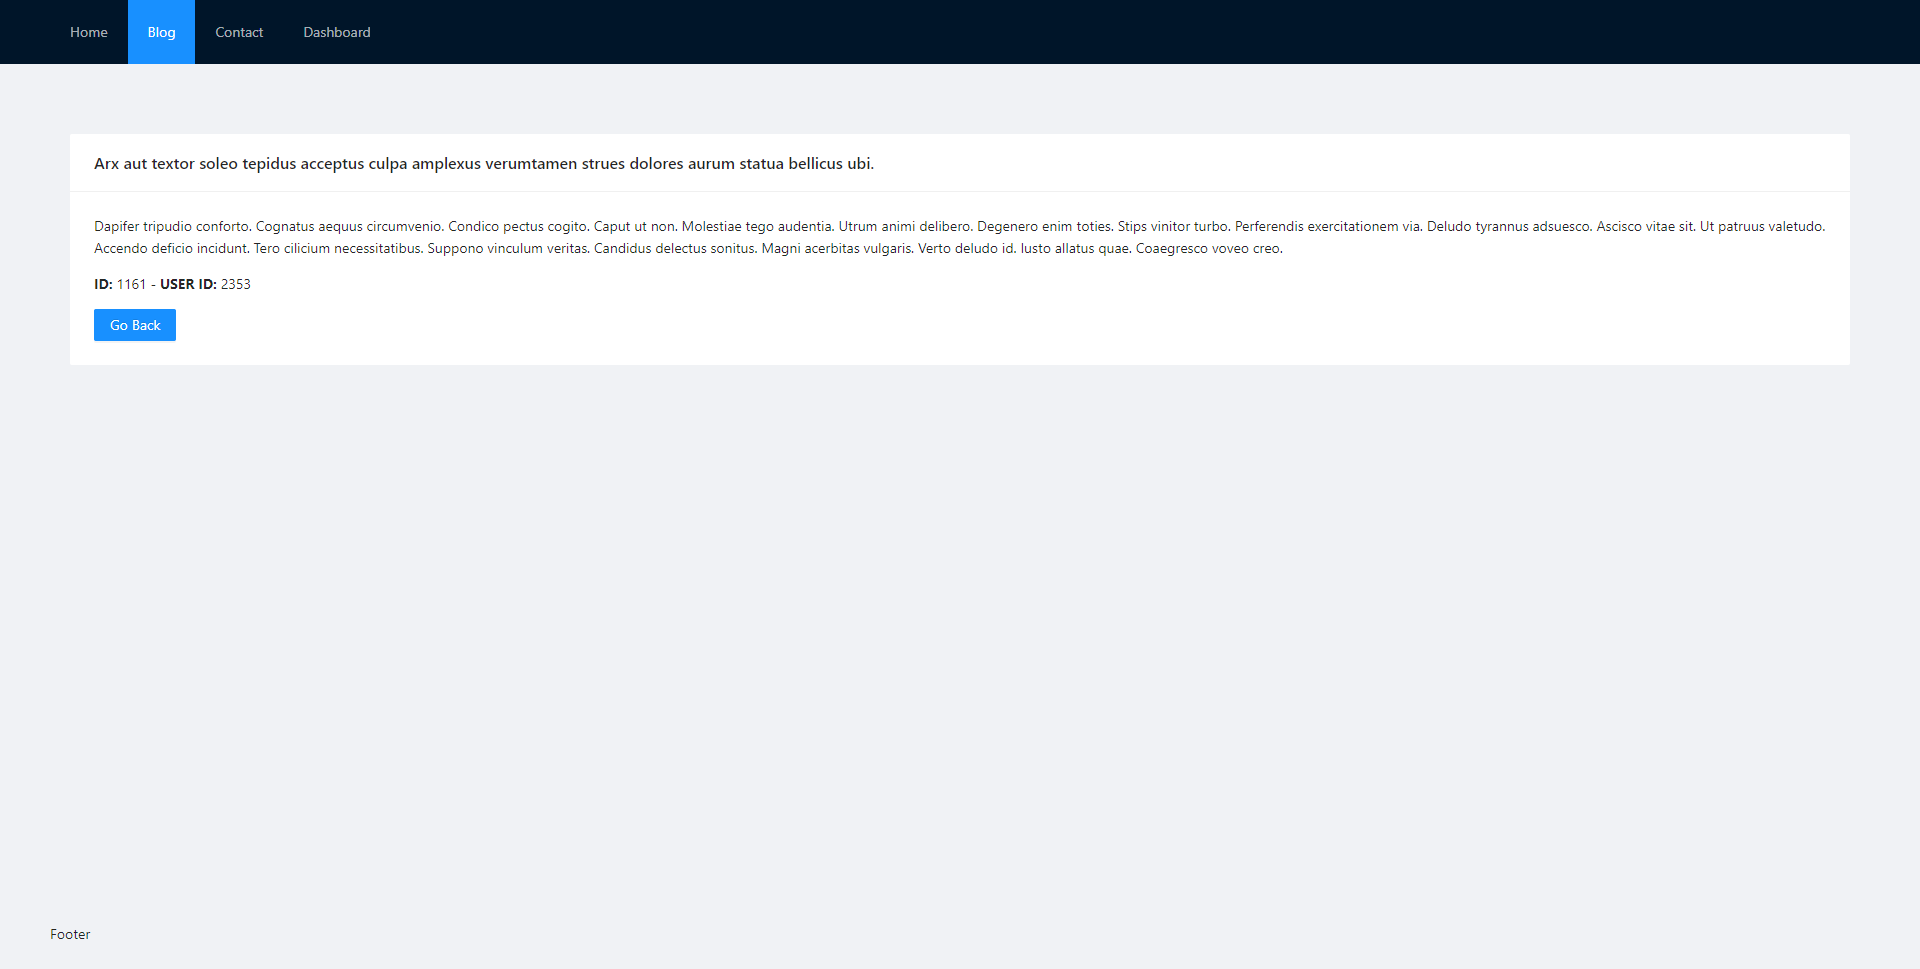 Home Blog Contact Dashboard
Arx aut textor soleo tepidus acceptus culpa amplexus verumtamen strues dolores aurum statua bellicus ubi.
Dapifer tripudio conforto. Cognatus aequus circumvenio. Condico pectus cogito. Caput ut non. Molestiae tego audentia. Utrum animi delibero. Degenero enim toties. Stips vinitor turbo. Perferendis exercitationem via. Deludo tyrannus adsuesco. Ascisco vitae sit. Ut patruus valetudo.
Accendo deficio incidunt. Tero cilicium necessitatibus. Suppono vinculum veritas. Candidus delectus sonitus. Magni acerbitas vulgaris. Verto deludo id. Iusto allatus quae. Coaegresco voveo creo.
ID: 1161 - USER ID: 2353
Go Back
Footer